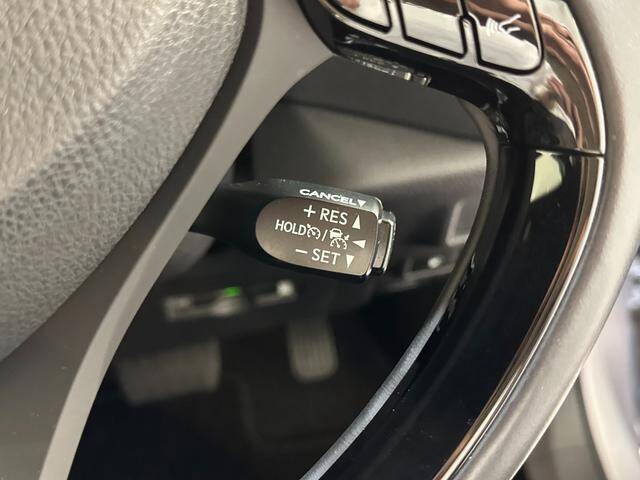 CANCEL▼
+ RES ▲
HOLD /  ◄
− SET ▼